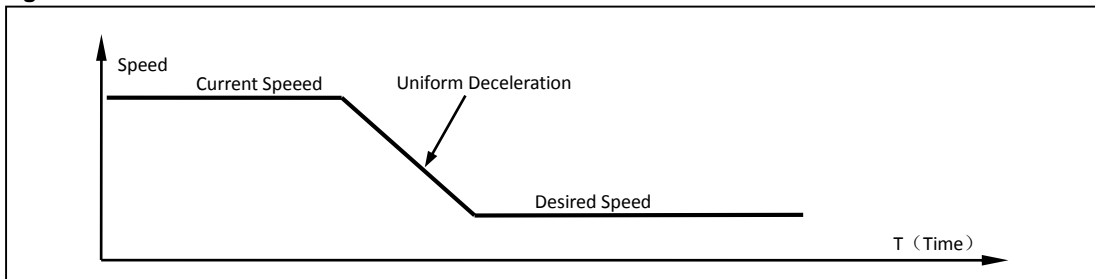 Speed
Current Speeed
Uniform Deceleration
Desired Speed
T（Time）